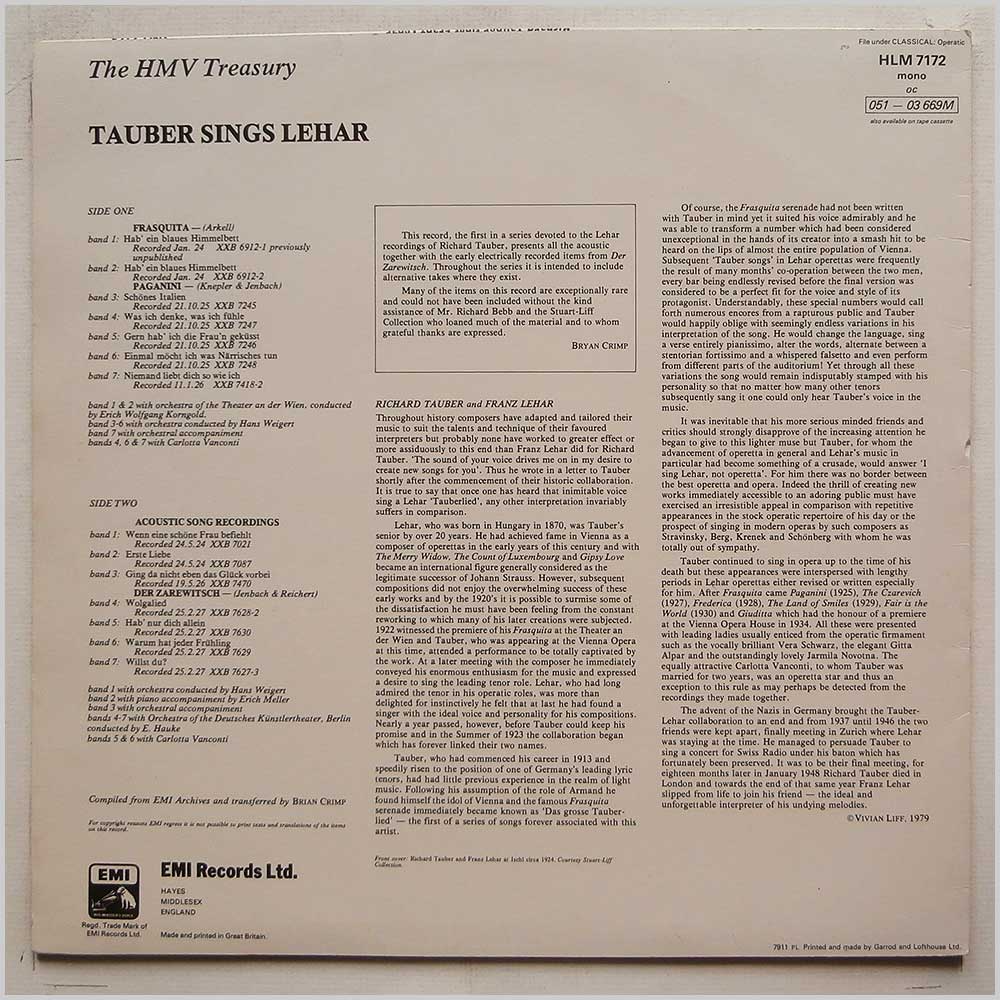 File under CLASSICAL: Operatic
The HMV Treasury
HLM 7172
mono
OC
051 — 03 669M
also available on tape cassette
TAUBER SINGS LEHAR
SIDE ONE
FRASQUITA — (Arkell)
band 1: Hab' ein blaues Himmelbett
Recorded Jan. 24 XXB 6912-1 previously
unpublished
band 2: Hab' ein blaues Himmelbett
Recorded Jan. 24 XXB 6912-2
PAGANINI — (Knepler & Jenbach)
band 3: Schönes Italien
Recorded 21.10.25 XXB 7245
band 4: Was ich denke, was ich fühle
Recorded 21.10.25 XXB 7247
band 5: Gern hab' ich die Frau'n geküsst
Recorded 21.10.25 XXB 7246
band 6: Einmal möcht ich was Närrisches tun
Recorded 21.10.25 XXB 7248
band 7: Niemand liebt dich so wie ich
Recorded 11.1.26 XXB 7418-2
band 1 & 2 with orchestra of the Theater an der Wien, conducted
by Erich Wolfgang Korngold.
band 3-6 with orchestra conducted by Hans Weigert
band 7 with orchestral accompaniment
bands 4, 6 & 7 with Carlotta Vanconti
SIDE TWO
ACOUSTIC SONG RECORDINGS
band 1: Wenn eine schöne Frau befiehlt
Recorded 24.5.24 XXB 7021
band 2: Erste Liebe
Recorded 24.5.24 XXB 7087
band 3: Ging da nicht eben das Glück vorbei
Recorded 19.5.26 XXB 7470
DER ZAREWITSCH — (Jenbach & Reichert)
band 4: Wolgalied
Recorded 25.2.27 XXB 7628-2
band 5: Hab' nur dich allein
Recorded 25.2.27 XXB 7630
band 6: Warum hat jeder Frühling
Recorded 25.2.27 XXB 7629
band 7: Willst du?
Recorded 25.2.27 XXB 7627-3
band 1 with orchestra conducted by Hans Weigert
band 2 with piano accompaniment by Erich Meller
band 3 with orchestral accompaniment
bands 4-7 with Orchestra of the Deutsches Künstlertheater, Berlin
conducted by E. Hauke
bands 5 & 6 with Carlotta Vanconti
Compiled from EMI Archives and transferred by BRIAN CRIMP
For copyright reasons EMI regrets it is not possible to print texts and translations of the items
on this record.
This record, the first in a series devoted to the Lehar
recordings of Richard Tauber, presents all the acoustic
together with the early electrically recorded items from Der
Zarewitsch. Throughout the series it is intended to include
alternative takes where they exist.
Many of the items on this record are exceptionally rare
and could not have been included without the kind
assistance of Mr. Richard Bebb and the Stuart-Liff
Collection who loaned much of the material and to whom
grateful thanks are expressed.
BRYAN CRIMP
RICHARD TAUBER and FRANZ LEHAR
Throughout history composers have adapted and tailored their
music to suit the talents and technique of their favoured
interpreters but probably none have worked to greater effect or
more assiduously to this end than Franz Lehar did for Richard
Tauber. 'The sound of your voice drives me on in my desire to
create new songs for you'. Thus he wrote in a letter to Tauber
shortly after the commencement of their historic collaboration.
It is true to say that once one has heard that inimitable voice
sing a Lehar 'Tauberlied', any other interpretation invariably
suffers in comparison.
Lehar, who was born in Hungary in 1870, was Tauber's
senior by over 20 years. He had achieved fame in Vienna as a
composer of operettas in the early years of this century and with
The Merry Widow, The Count of Luxembourg and Gipsy Love
became an international figure generally considered as the
legitimate successor of Johann Strauss. However, subsequent
compositions did not enjoy the overwhelming success of these
early works and by the 1920's it is possible to surmise some of
the dissatisfaction he must have been feeling from the constant
reworking to which many of his later creations were subjected.
1922 witnessed the premiere of his Frasquita at the Theater an
der Wien and Tauber, who was appearing at the Vienna Opera
at this time, attended a performance to be totally captivated by
the work. At a later meeting with the composer he immediately
conveyed his enormous enthusiasm for the music and expressed
a desire to sing the leading tenor role. Lehar, who had long
admired the tenor in his operatic roles, was more than
delighted for instinctively he felt that at last he had found a
singer with the ideal voice and personality for his compositions.
Nearly a year passed, however, before Tauber could keep his
promise and in the Summer of 1923 the collaboration began
which has forever linked their two names.
Tauber, who had commenced his career in 1913 and
speedily risen to the position of one of Germany's leading lyric
tenors, had had little previous experience in the realm of light
music. Following his assumption of the role of Armand he
found himself the idol of Vienna and the famous Frasquita
serenade immediately became known as 'Das grosse Tauber-
lied' — the first of a series of songs forever associated with this
artist.
Front cover: Richard Tauber and Franz Lehar at Ischl circa 1924. Courtesy Stuart-Liff
Collection.
Of course, the Frasquita serenade had not been written
with Tauber in mind yet it suited his voice admirably and he
was able to transform a number which had been considered
unexceptional in the hands of its creator into a smash hit to be
heard on the lips of almost the entire population of Vienna.
Subsequent 'Tauber songs' in Lehar operettas were frequently
the result of many months' co-operation between the two men,
every bar being endlessly revised before the final version was
considered to be a perfect fit for the voice and style of its
protagonist. Understandably, these special numbers would call
forth numerous encores from a rapturous public and Tauber
would happily oblige with seemingly endless variations in his
interpretation of the song. He would change the language, sing
a verse entirely pianissimo, alter the words, alternate between a
stentorian fortissimo and a whispered falsetto and even perform
from different parts of the auditorium! Yet through all these
variations the song would remain indisputably stamped with his
personality so that no matter how many other tenors
subsequently sang it one could only hear Tauber's voice in the
music.
It was inevitable that his more serious minded friends and
critics should strongly disapprove of the increasing attention he
began to give to this lighter muse but Tauber, for whom the
advancement of operetta in general and Lehar's music in
particular had become something of a crusade, would answer 'I
sing Lehar, not operetta'. For him there was no border between
the best operetta and opera. Indeed the thrill of creating new
works immediately accessible to an adoring public must have
exercised an irresistible appeal in comparison with repetitive
appearances in the stock operatic repertoire of his day or the
prospect of singing in modern operas by such composers as
Stravinsky, Berg, Krenek and Schönberg with whom he was
totally out of sympathy.
Tauber continued to sing in opera up to the time of his
death but these appearances were interspersed with lengthy
periods in Lehar operettas either revised or written especially
for him. After Frasquita came Paganini (1925), The Czarevich
(1927), Frederica (1928), The Land of Smiles (1929), Fair is the
World (1930) and Giuditta which had the honour of a premiere
at the Vienna Opera House in 1934. All these were presented
with leading ladies usually enticed from the operatic firmament
such as the vocally brilliant Vera Schwarz, the elegant Gitta
Alpar and the outstandingly lovely Jarmila Novotna. The
equally attractive Carlotta Vanconti, to whom Tauber was
married for two years, was an operetta star and thus an
exception to this rule as may perhaps be detected from the
recordings they made together.
The advent of the Nazis in Germany brought the Tauber-
Lehar collaboration to an end and from 1937 until 1946 the two
friends were kept apart, finally meeting in Zurich where Lehar
was staying at the time. He managed to persuade Tauber to
sing a concert for Swiss Radio under his baton which has
fortunately been preserved. It was to be their final meeting, for
eighteen months later in January 1948 Richard Tauber died in
London and towards the end of that same year Franz Lehar
slipped from life to join his friend — the ideal and
unforgettable interpreter of his undying melodies.
© VIVIAN LIFF, 1979
EMI
HIS MASTER'S VOICE
Regd. Trade Mark of
EMI Records Ltd.
EMI Records Ltd.
HAYES
MIDDLESEX
ENGLAND
Made and printed in Great Britain.
7911 PL Printed and made by Garrod and Lofthouse Ltd.